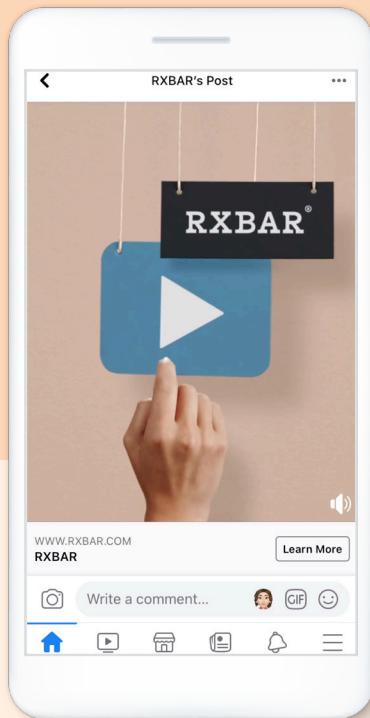 RXBAR's Post
RXBAR®
WWW.RXBAR.COM
RXBAR
Learn More
Write a comment...
GIF